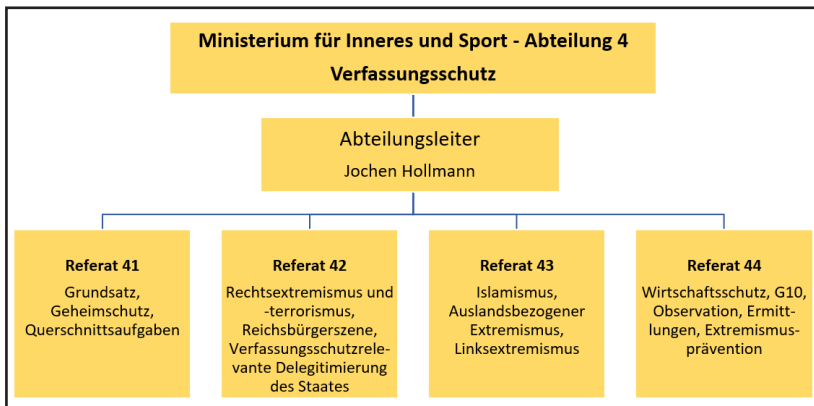 Ministerium für Inneres und Sport - Abteilung 4
Verfassungsschutz
Abteilungsleiter
Jochen Hollmann
Referat 41
Grundsatz,
Geheimschutz,
Querschnittsaufgaben
Referat 42
Rechtsextremismus und
-terrorismus,
Reichsbürgerszene,
Verfassungsschutzrele-
vante Delegitimierung
des Staates
Referat 43
Islamismus,
Auslandsbezogener
Extremismus,
Linksextremismus
Referat 44
Wirtschaftsschutz, G10,
Observation, Ermitt-
lungen, Extremismus-
prävention